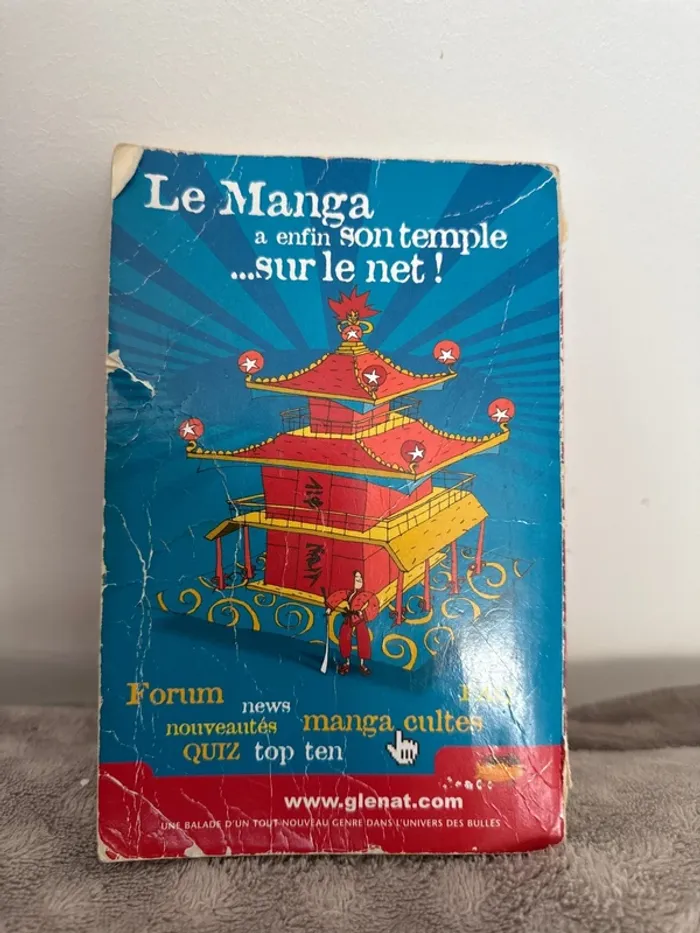 Le Manga
a enfin son temple
...sur le net !
Forum
news
nouveautés
manga cultes
QUIZ
top ten
www.glenat.com
UNE BALADE D'UN TOUT NOUVEAU GENRE DANS L'UNIVERS DES BULLES